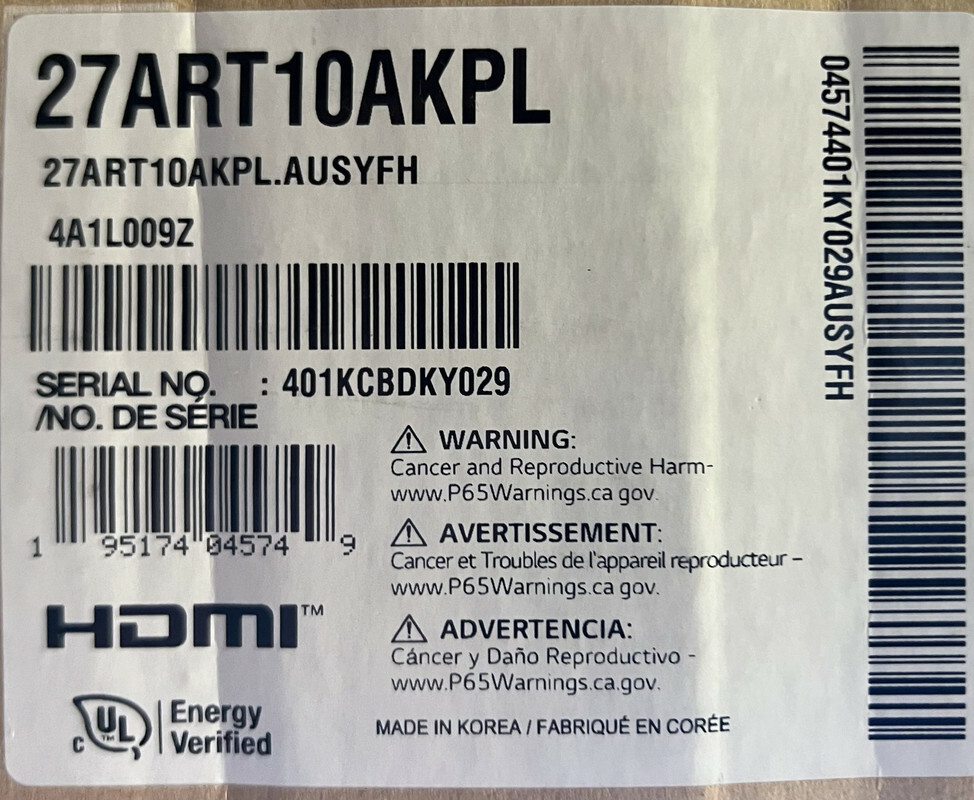 27ART10AKPL
27ART10AKPL.AUSYFH
4A1L009Z
SERIAL NO. : 401KCBDKY029
/NO. DE SÉRIE
1 95174 04574 9
HDMI™
UL™
c
Energy
Verified
WARNING:
Cancer and Reproductive Harm-
www.P65Warnings.ca gov.
AVERTISSEMENT:
Cancer et Troubles de l'appareil reproducteur –
www.P65Warnings.ca gov.
ADVERTENCIA:
Cáncer y Daño Reproductivo -
www.P65Warnings.ca.gov.
MADE IN KOREA / FABRIQUÉ EN CORÉE
04574401KY029AUSYFH